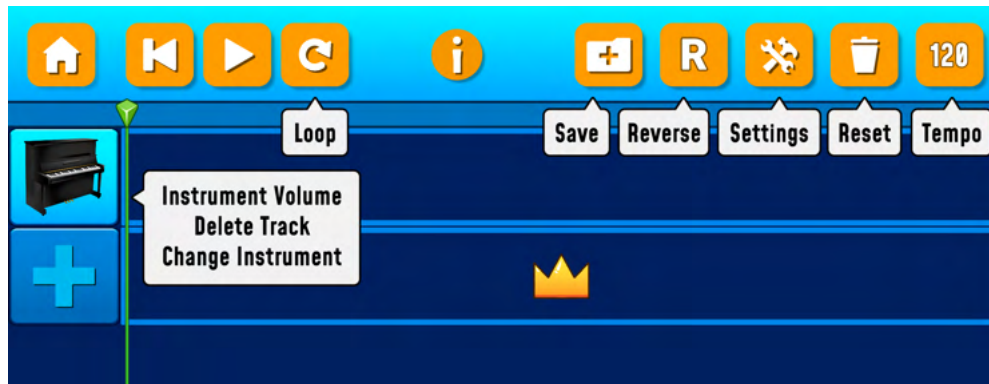 i
R
120
Loop
Save
Reverse
Settings
Reset
Tempo
Instrument Volume
Delete Track
Change Instrument